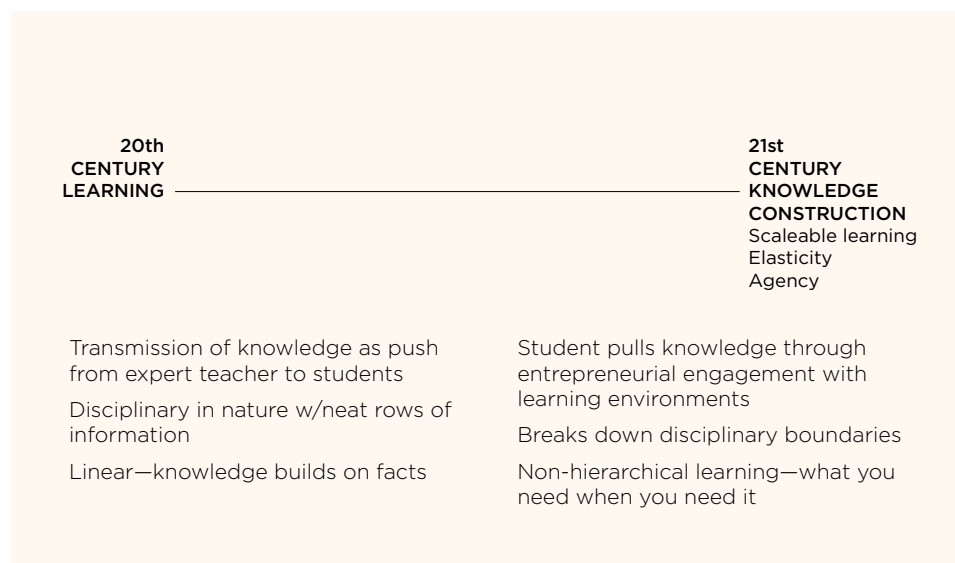 20th
CENTURY
LEARNING
21st
CENTURY
KNOWLEDGE
CONSTRUCTION
Scaleable learning
Elasticity
Agency
Transmission of knowledge as push
from expert teacher to students
Disciplinary in nature w/neat rows of
information
Linear—knowledge builds on facts
Student pulls knowledge through
entrepreneurial engagement with
learning environments
Breaks down disciplinary boundaries
Non-hierarchical learning—what you
need when you need it